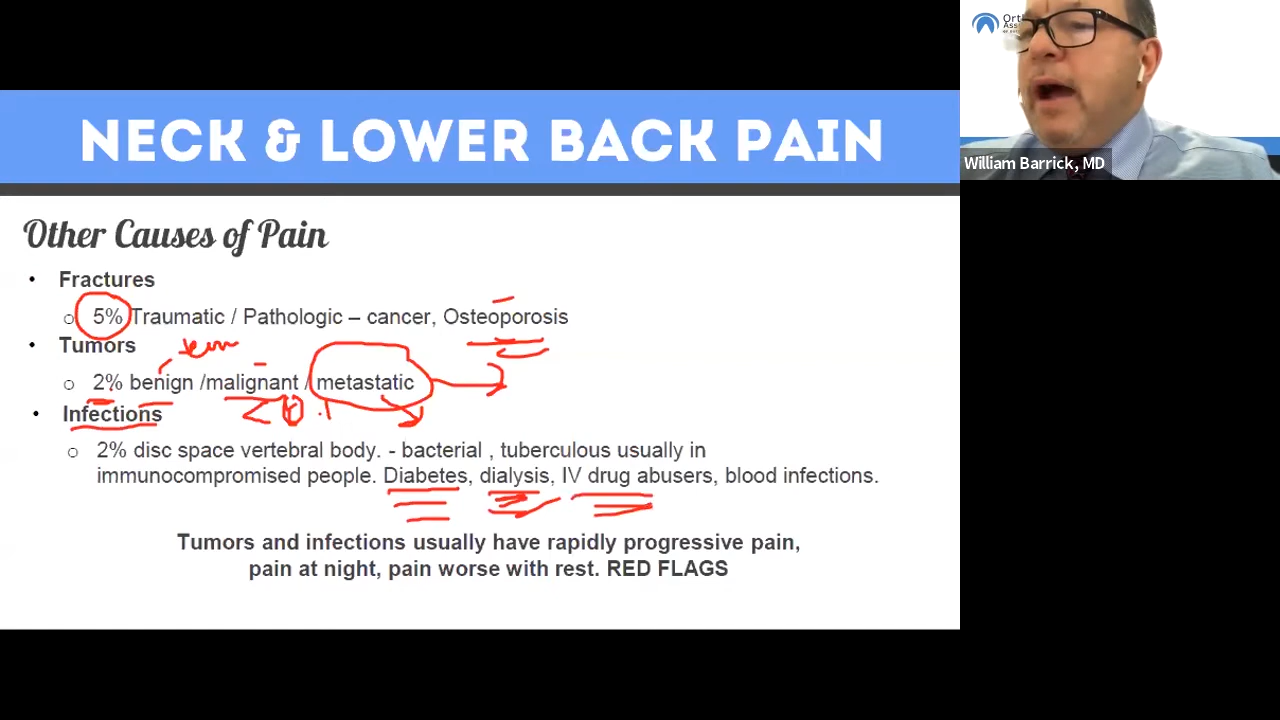 NECK & LOWER BACK PAIN
Other Causes of Pain
• Fractures
o 5% Traumatic / Pathologic – cancer, Osteoporosis
• Tumors
o 2% benign /malignant / metastatic
• Infections
o 2% disc space vertebral body. - bacterial , tuberculous usually in
immunocompromised people. Diabetes, dialysis, IV drug abusers, blood infections.
Tumors and infections usually have rapidly progressive pain,
pain at night, pain worse with rest. RED FLAGS
William Barrick, MD